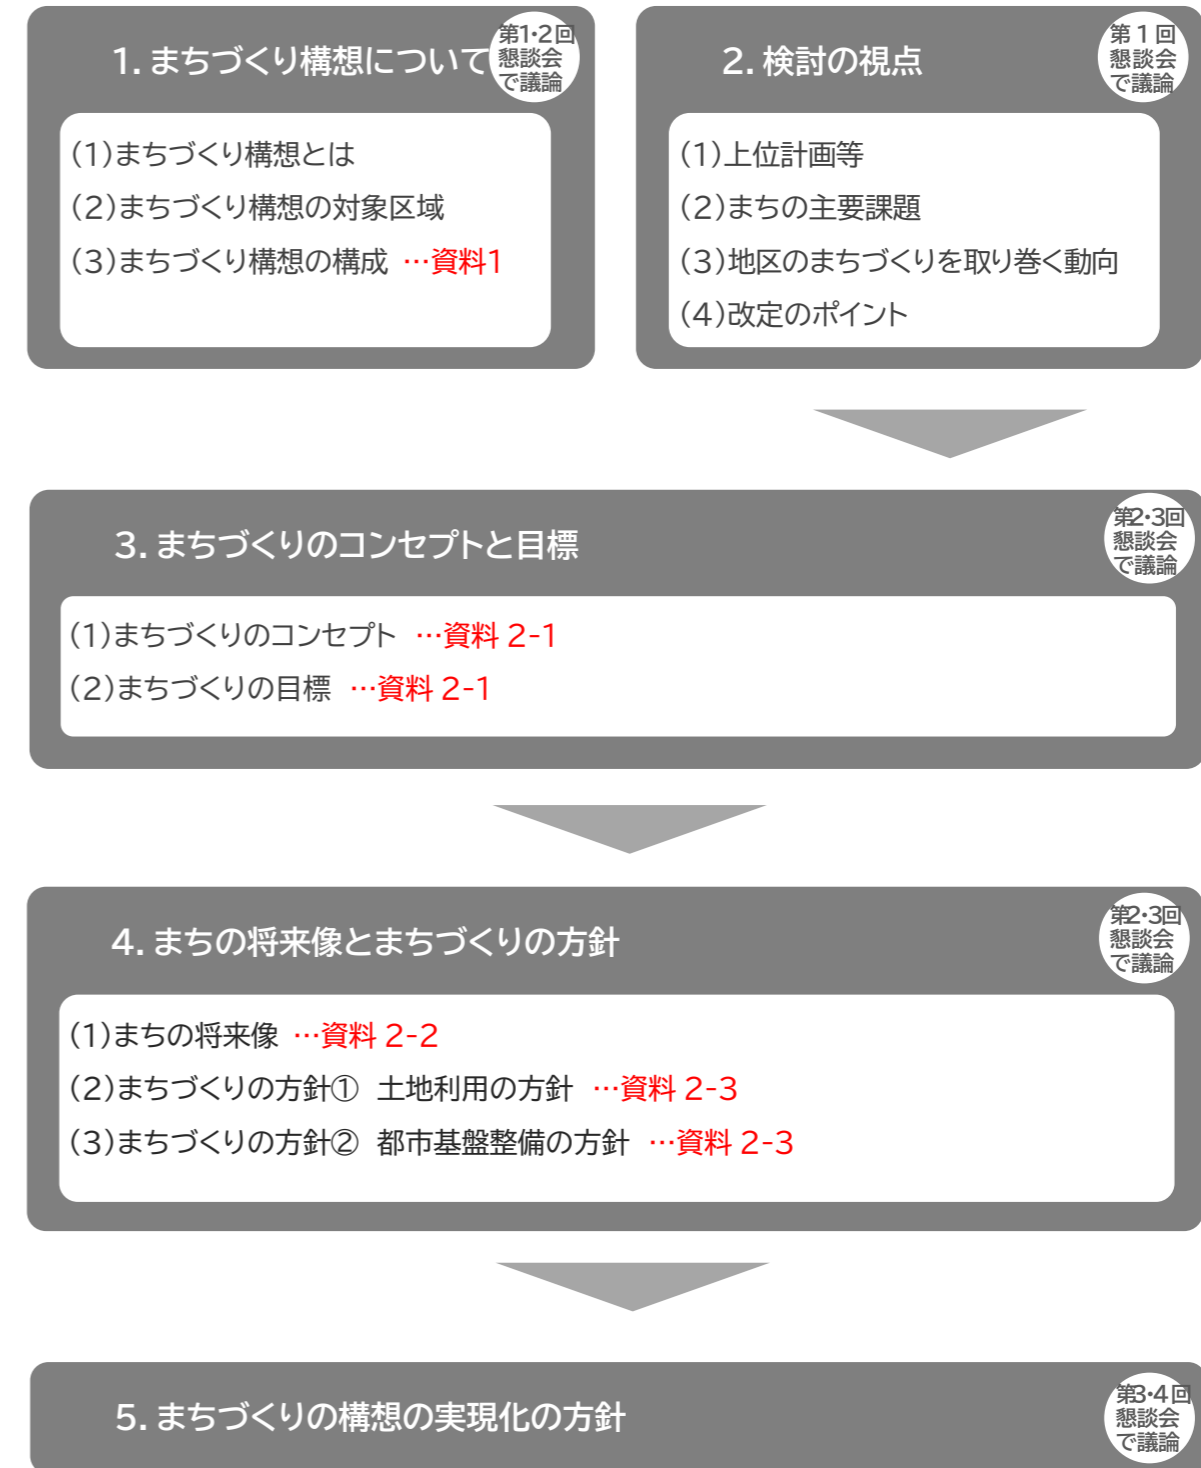 1. まちづくり構想について
第1・2回
懇談会
で議論
(1)まちづくり構想とは
(2)まちづくり構想の対象区域
(3)まちづくり構想の構成 …資料1
2. 検討の視点
第1回
懇談会
で議論
(1)上位計画等
(2)まちの主要課題
(3)地区のまちづくりを取り巻く動向
(4)改定のポイント
3. まちづくりのコンセプトと目標
第2・3回
懇談会
で議論
(1)まちづくりのコンセプト …資料 2-1
(2)まちづくりの目標 …資料 2-1
4. まちの将来像とまちづくりの方針
第2・3回
懇談会
で議論
(1)まちの将来像 …資料 2-2
(2)まちづくりの方針① 土地利用の方針 …資料 2-3
(3)まちづくりの方針② 都市基盤整備の方針 …資料 2-3
5. まちづくりの構想の実現化の方針
第3・4回
懇談会
で議論